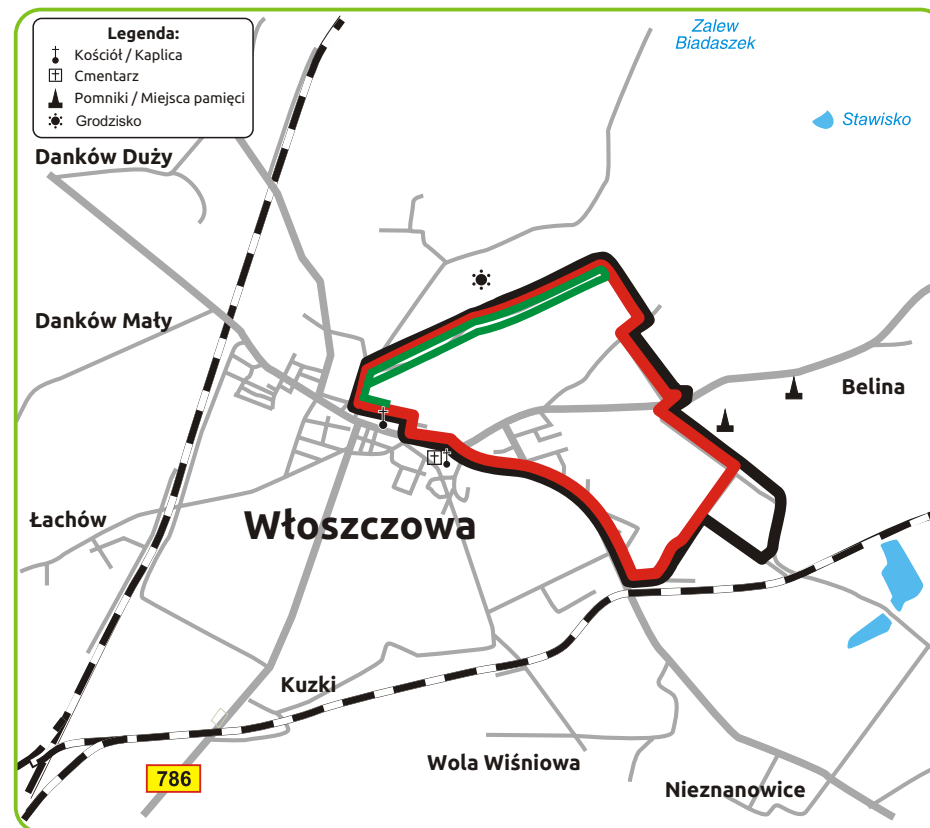 Legenda:
Kościół / Kaplica
Cmentarz
Pomniki / Miejsca pamięci
Grodzisko
Zalew
Biadaszek
Stawisko
Danków Duży
Danków Mały
Belina
Łachów
Włoszczowa
Kuzki
Wola Wiśniowa
786
Nieznanowice